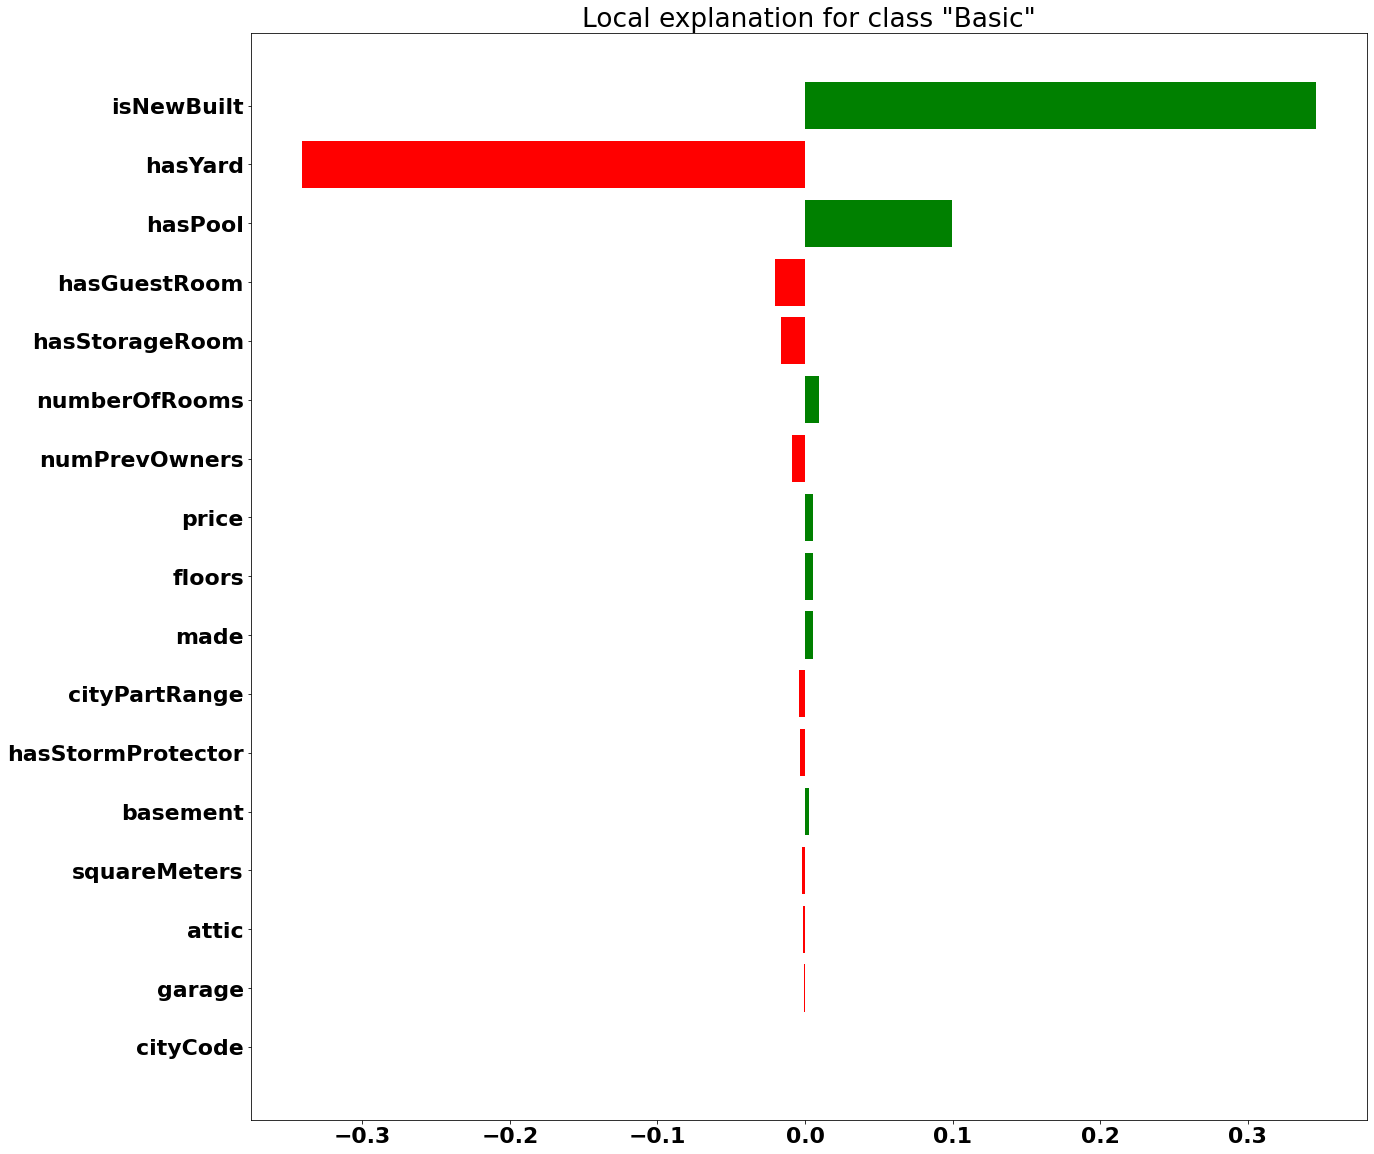 Local explanation for class "Basic"
isNewBuilt
hasYard
hasPool
hasGuestRoom
hasStorageRoom
numberOfRooms
numPrevOwners
price
floors
made
cityPartRange
hasStormProtector
basement
squareMeters
attic
garage
cityCode
−0.3 −0.2 −0.1 0.0 0.1 0.2 0.3